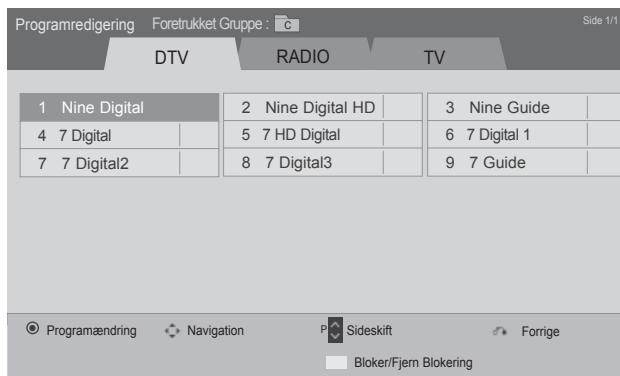 Programredigering Foretrukket Gruppe : C Side 1/1
DTV RADIO TV
1 Nine Digital 2 Nine Digital HD 3 Nine Guide
4 7 Digital 5 7 HD Digital 6 7 Digital 1
7 7 Digital2 8 7 Digital3 9 7 Guide
Programændring Navigation P Sideskift Forrige
Bloker/Fjern Blokering